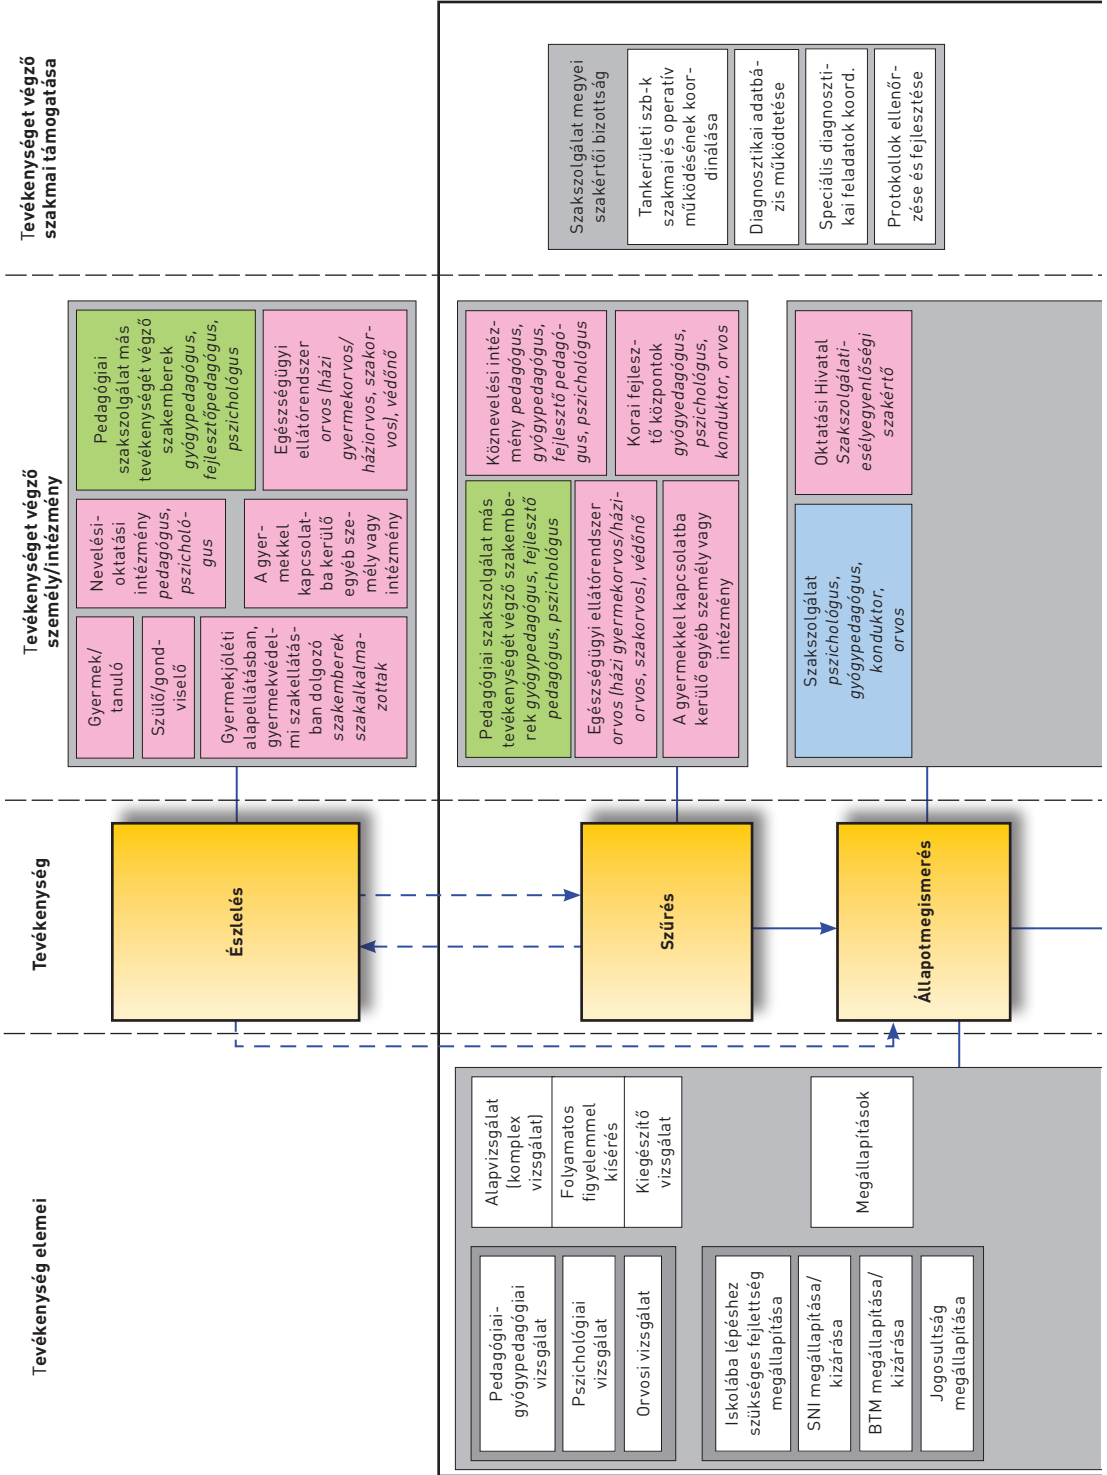 Tevékenységet végző
szakmai támogatása
Szakszolgálat megyei
szakértői bizottság
Tankerületi szb-k
szakmai és operatív
működésének koor-
dinálása
Diagnosztikai adatbá-
zis működtetése
Speciális diagnoszti-
kai feladatok koord.
Protokollok ellenőr-
zése és fejlesztése
Tevékenységet végző
személy/intézmény
Gyermek/
tanuló
Szülő/gond-
viselő
Gyermekjóléti
alapellátásban,
gyermekvédel-
mi szakellátás-
ban dolgozó
szakemberek
szakalkalma-
zottak
Nevelési-
oktatási
intézmény
pedagógus,
pszicholó-
gus
A gyer-
mekkel
kapcsolat-
ba kerülő
egyéb sze-
mély vagy
intézmény
Pedagógiai
szakszolgálat más
tevékenységét végző
szakemberek
gyógypedagógus,
fejlesztőpedagógus,
pszichológus
Egészségügyi
ellátórendszer
orvos (házi
gyermekorvos/
háziorvos, szakor-
vos), védőnő
Pedagógiai szakszolgálat más
tevékenységét végző szakembe-
rek gyógypedagógus, fejlesztő
pedagógus, pszichológus
Egészségügyi ellátórendszer
orvos (házi gyermekorvos/házi-
orvos, szakorvos), védőnő
A gyermekkel kapcsolatba
kerülő egyéb személy vagy
intézmény
Köznevelési intéz-
mény pedagógus,
gyógypedagógus,
fejlesztő pedagó-
gus, pszichológus
Korai fejlesz-
tő központok
gyógyedagógus,
pszichológus,
konduktor, orvos
Szakszolgálat
pszichológus,
gyógypedagógus,
konduktor,
orvos
Oktatási Hivatal
Szakszolgálati-
esélyegyenlőségi
szakértő
Tevékenység
Észlelés
Szűrés
Állapotmegismerés
Tevékenység elemei
Alapvizsgálat
(komplex
vizsgálat)
Folyamatos
figyelemmel
kísérés
Kiegészítő
vizsgálat
Megállapítások
Pedagógiai-
gyógypedagógiai
vizsgálat
Pszichológiai
vizsgálat
Orvosi vizsgálat
Iskolába lépéshez
szükséges fejlettség
megállapítása
SNI megállapítása/
kizárása
BTM megállapítása/
kizárása
Jogosultság
megállapítása